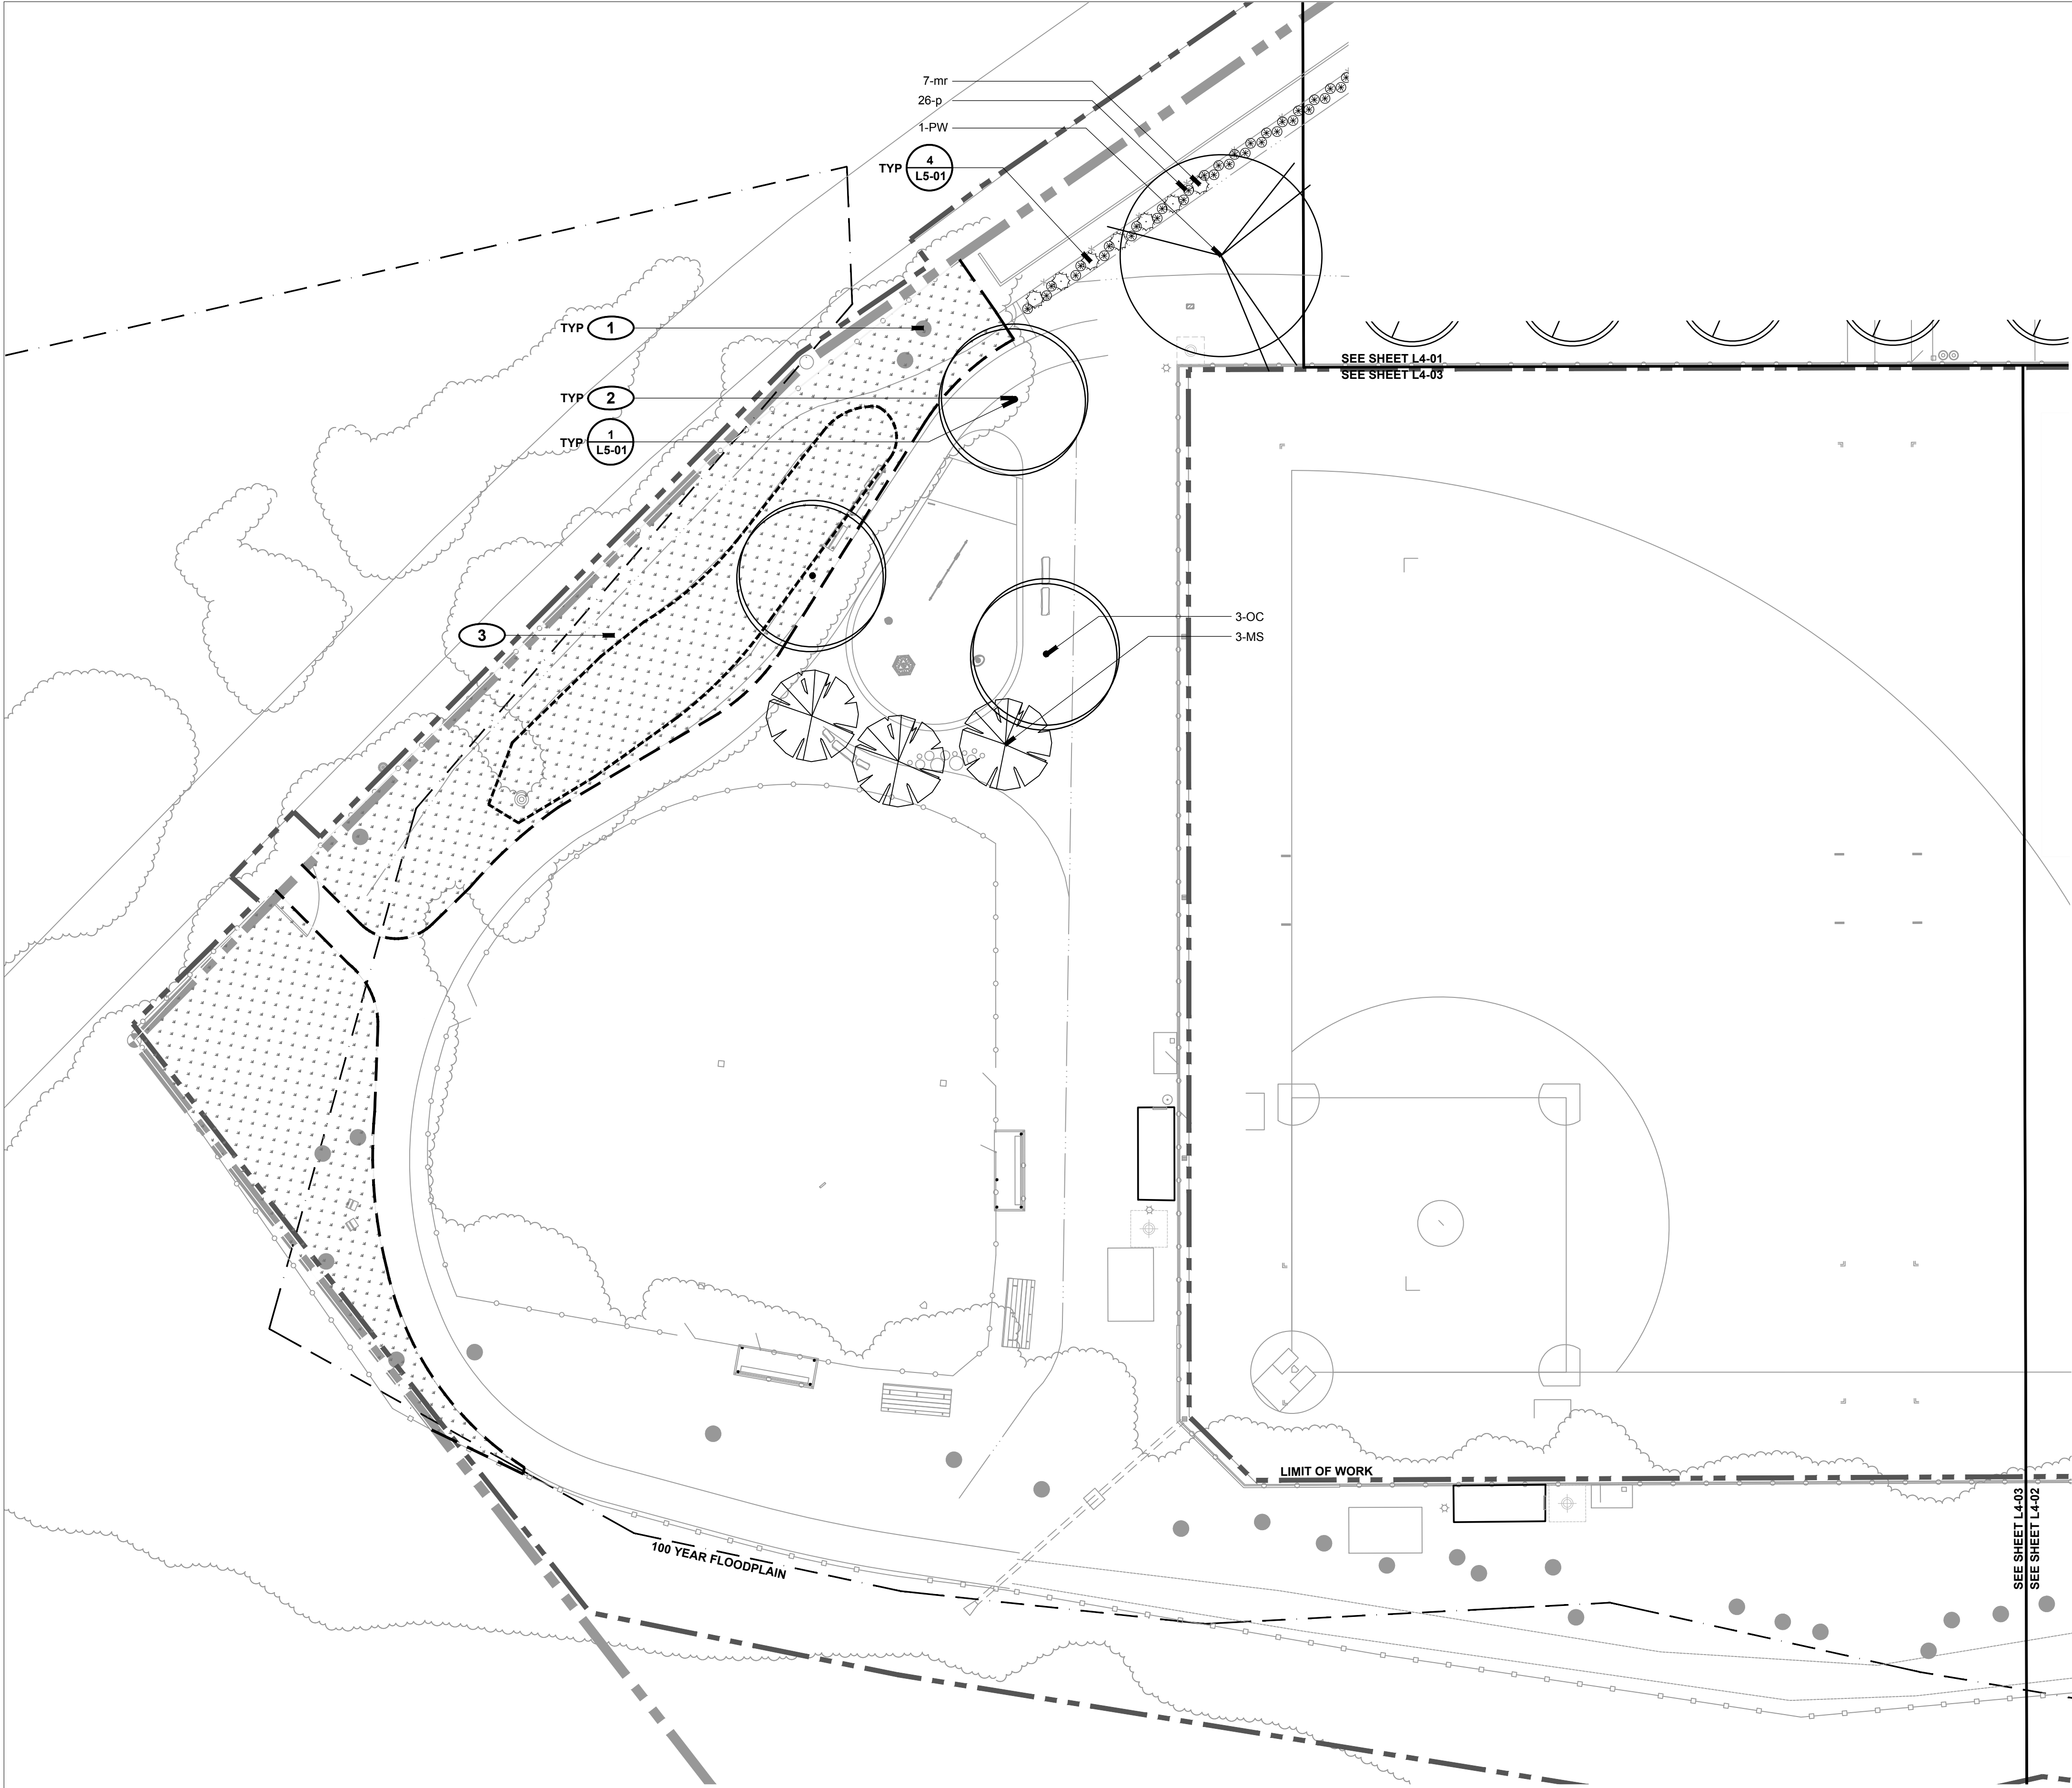 7-mr
26-p
1-PW
TYP 4
L5-01
TYP 1
TYP 2
TYP 1
L5-01
SEE SHEET L4-01
SEE SHEET L4-03
3
3-OC
3-MS
LIMIT OF WORK
100 YEAR FLOODPLAIN
SEE SHEET L4-03
SEE SHEET L4-02